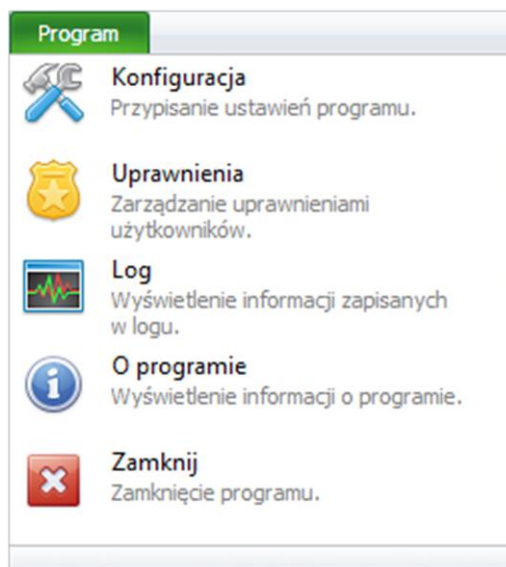 Program
Konfiguracja
Przypisanie ustawień programu.
Uprawnienia
Zarządzanie uprawnieniami
użytkowników.
Log
Wyświetlenie informacji zapisanych
w logu.
O programie
Wyświetlenie informacji o programie.
Zamknij
Zamknięcie programu.